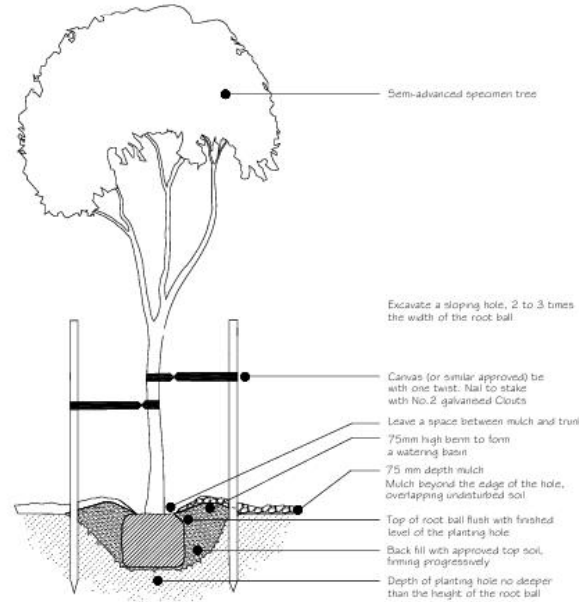 Semi-advanced specimen tree
Excavate a sloping hole, 2 to 3 times
the width of the root ball
Canvas (or similar approved) tie
with one twist. Nail to stake
with No.2 galvanised Clouts
Leave a space between mulch and trunk
75mm high berm to form
a watering basin
75 mm depth mulch
Mulch beyond the edge of the hole,
overlapping undisturbed soil
Top of root ball flush with finished
level of the planting hole
Back fill with approved top soil,
firming progressively
Depth of planting hole no deeper
than the height of the root ball